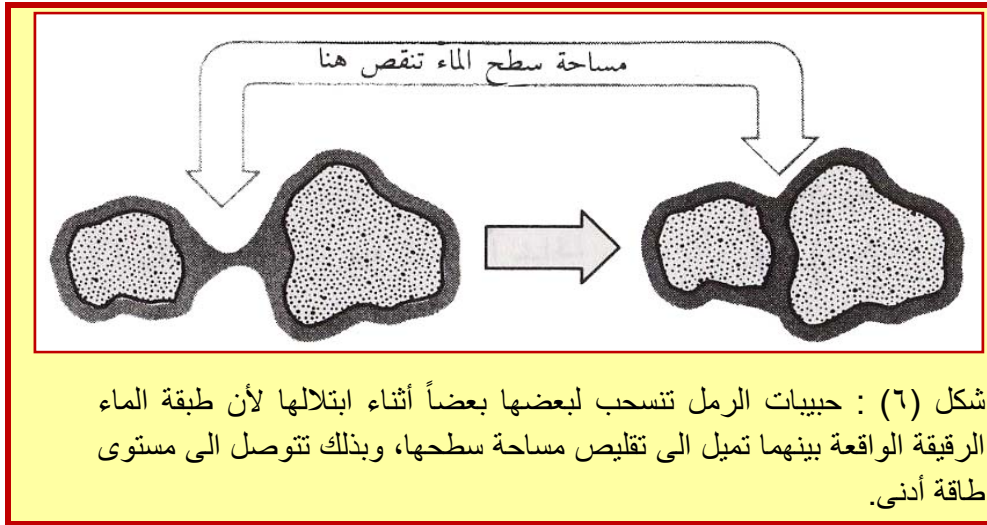 مساحة سطح الماء تنقص هنا
شكل (٦) : حبيبات الرمل تنسحب لبعضها بعضاً أثناء ابتلالها لأن طبقة الماء
الرقيقة الواقعة بينهما تميل الى تقليص مساحة سطحها، وبذلك تتوصل الى مستوى
طاقة أدنى.